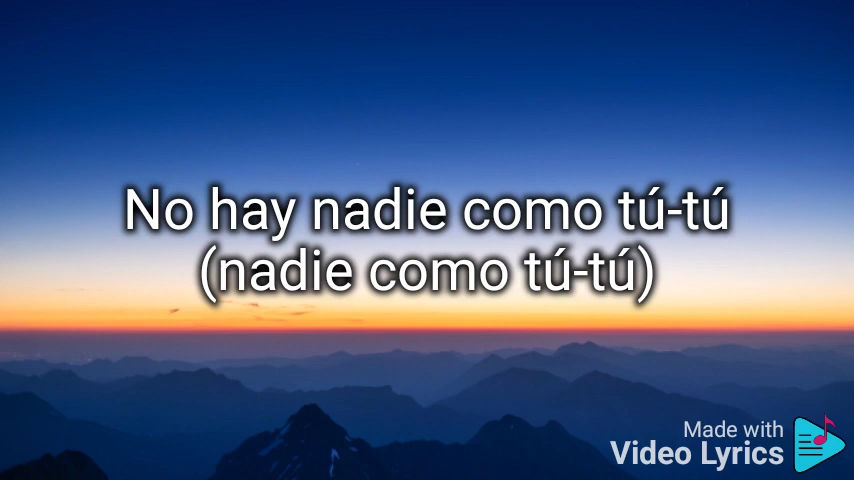 No hay nadie como tú-tú
(nadie como tú-tú)
Made with
Video Lyrics